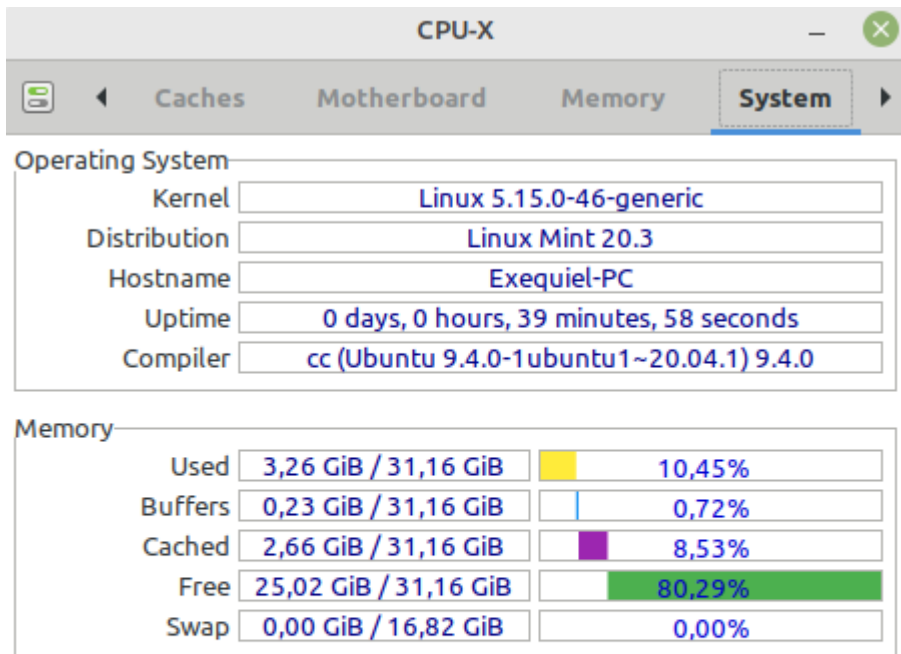 CPU-X
Caches Motherboard Memory System
Operating System
Kernel Linux 5.15.0-46-generic
Distribution Linux Mint 20.3
Hostname Exequiel-PC
Uptime 0 days, 0 hours, 39 minutes, 58 seconds
Compiler cc (Ubuntu 9.4.0-1ubuntu1~20.04.1) 9.4.0
Memory
Used 3,26 GiB / 31,16 GiB 10,45%
Buffers 0,23 GiB / 31,16 GiB 0,72%
Cached 2,66 GiB / 31,16 GiB 8,53%
Free 25,02 GiB / 31,16 GiB 80,29%
Swap 0,00 GiB / 16,82 GiB 0,00%